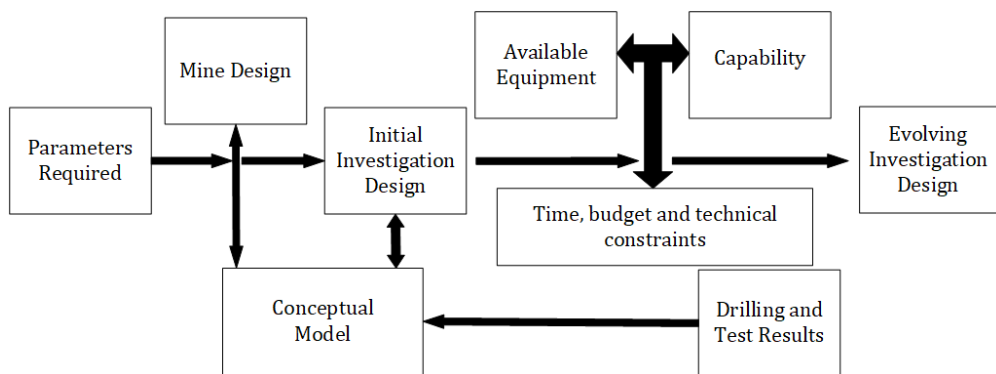 Mine Design
Available
Equipment
Capability
Parameters
Required
Initial
Investigation
Design
Evolving
Investigation
Design
Time, budget and technical
constraints
Conceptual
Model
Drilling and
Test Results